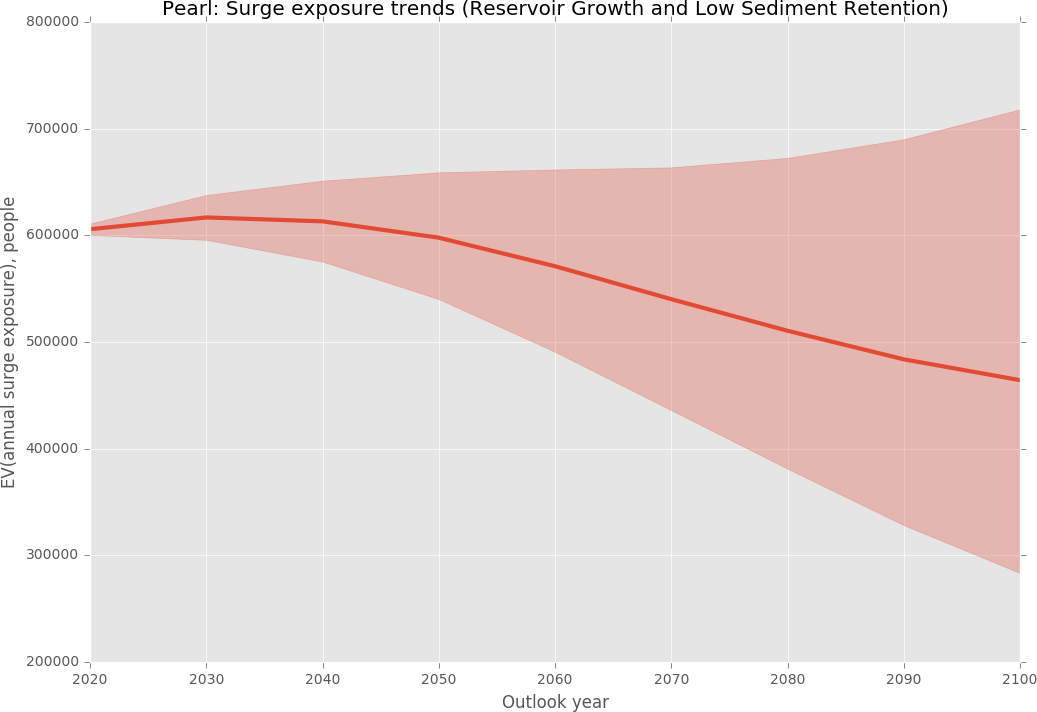 Pearl: Surge exposure trends (Reservoir Growth and Low Sediment Retention)
800000
700000
600000
500000
400000
300000
200000
EV(annual surge exposure), people
2020 2030 2040 2050 2060 2070 2080 2090 2100
Outlook year